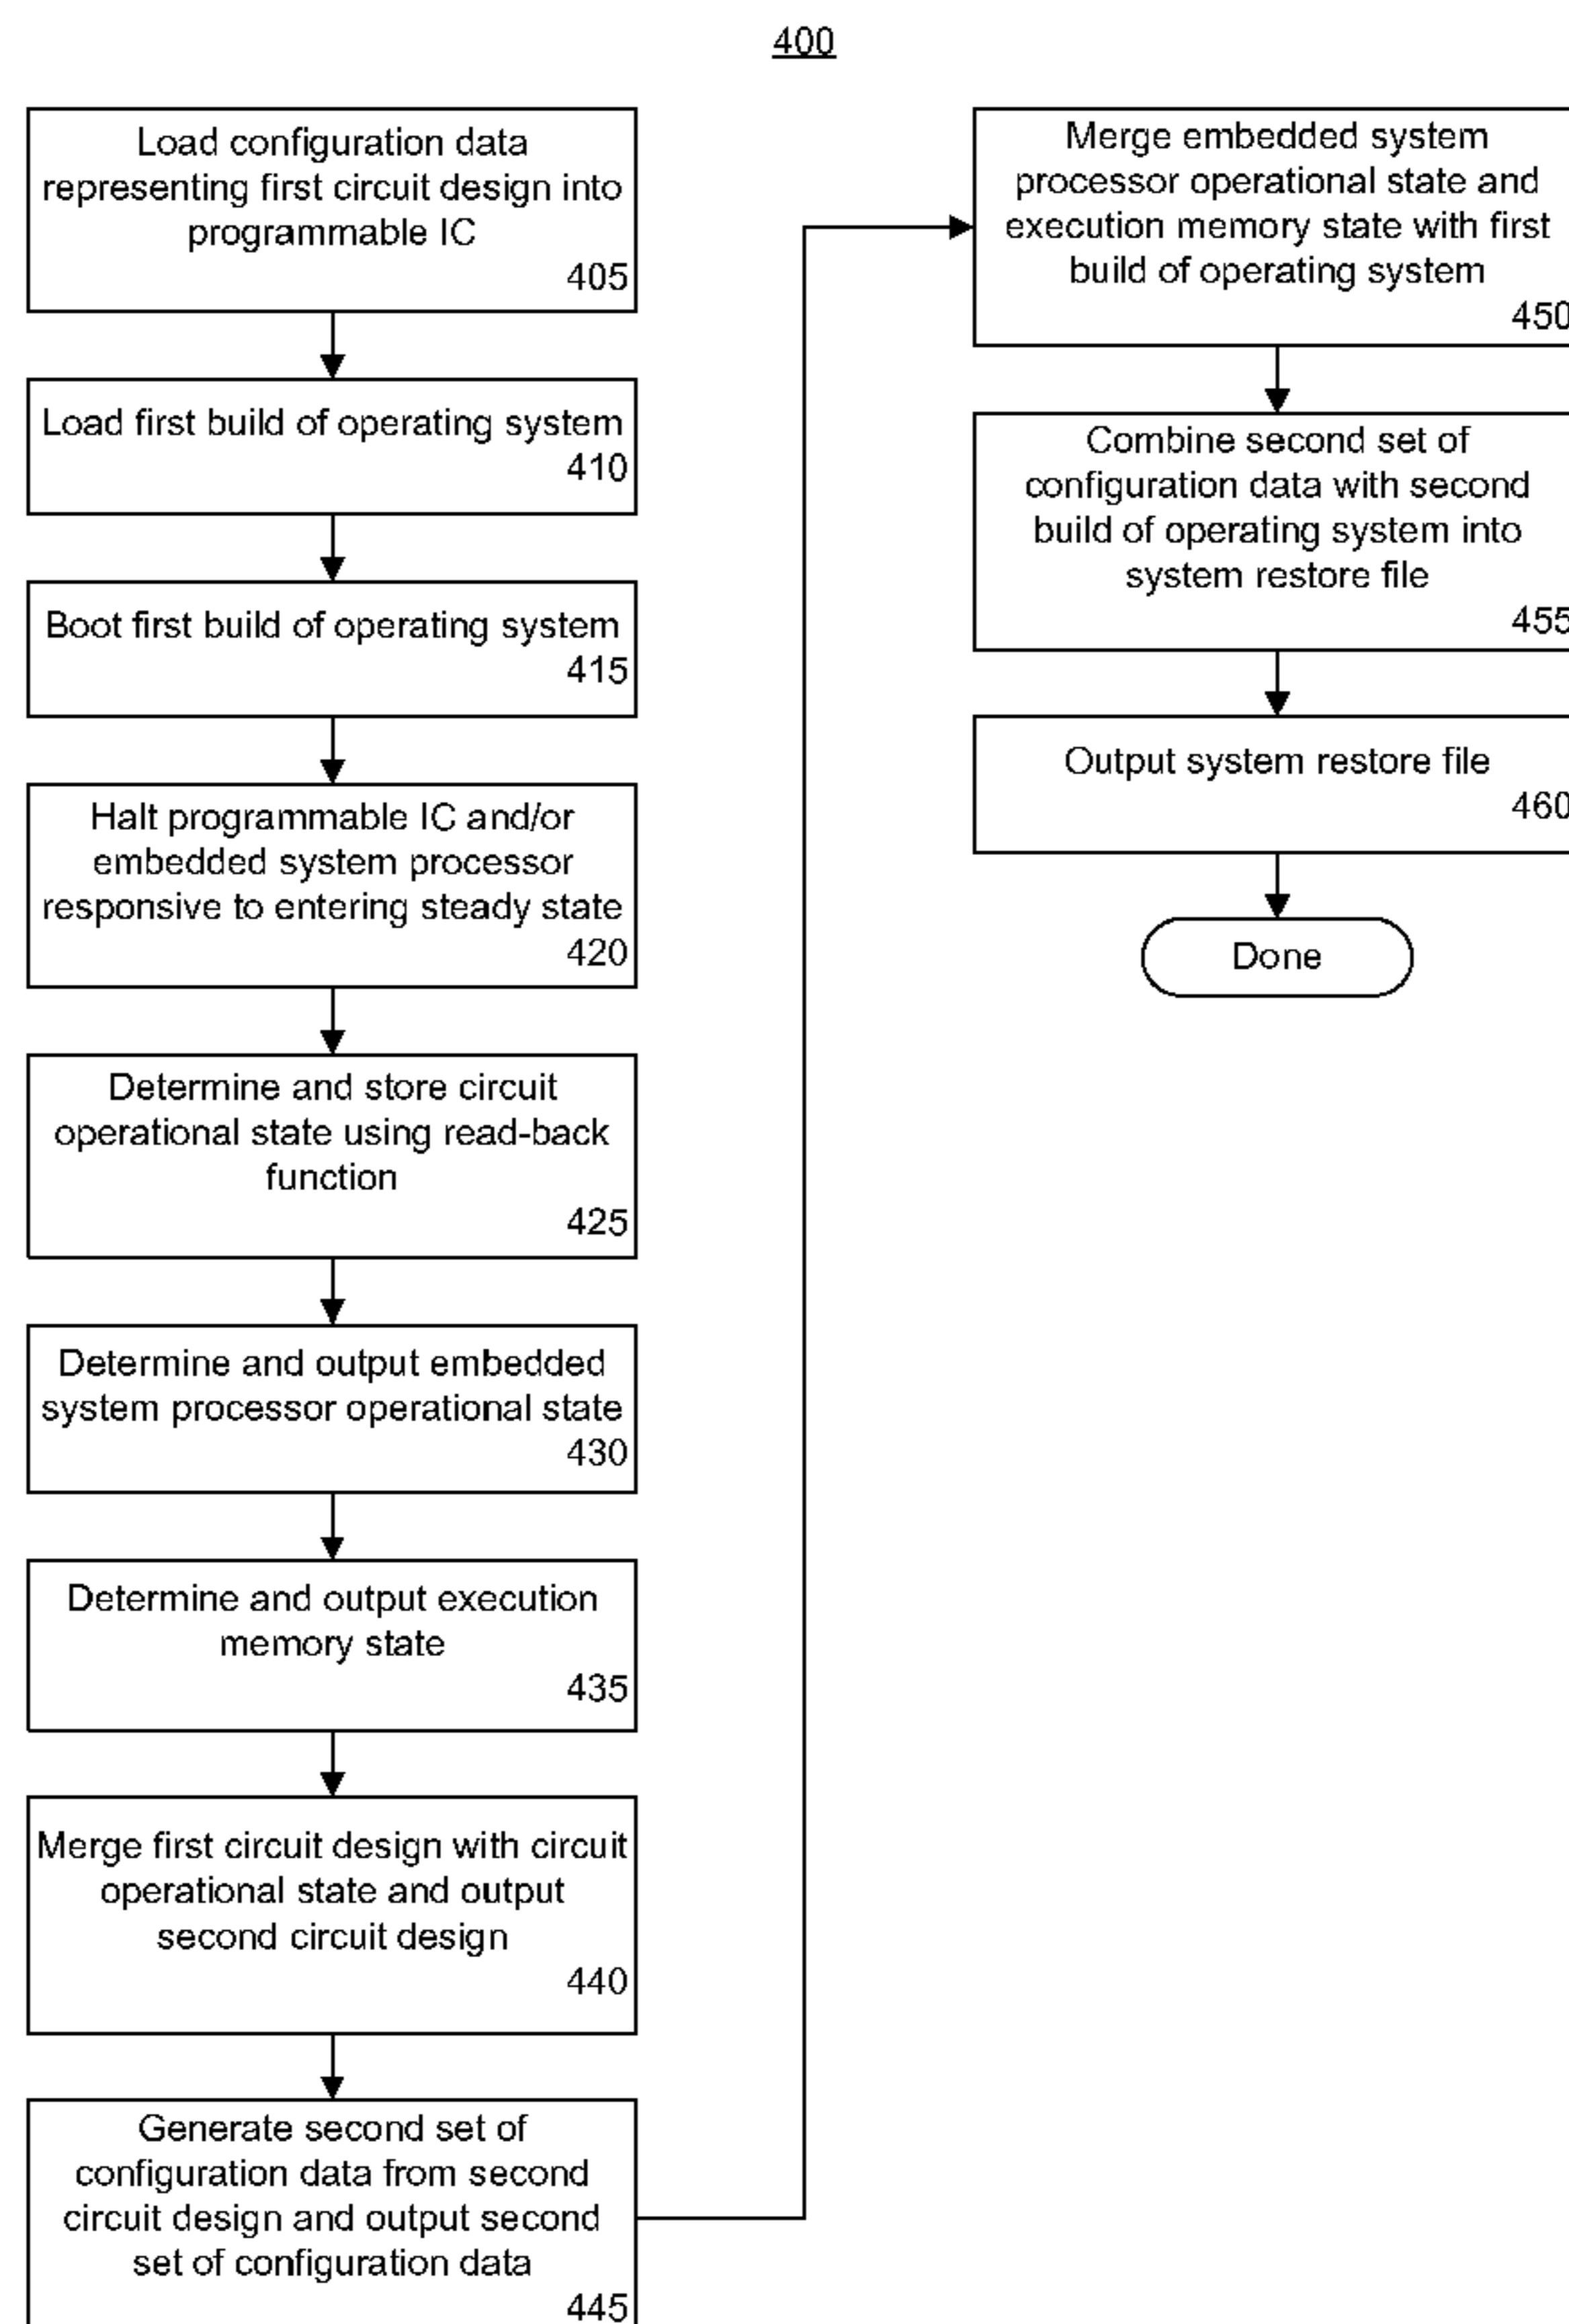 400
Load configuration data
representing first circuit design into
programmable IC
405
Load first build of operating system
410
Boot first build of operating system
415
Halt programmable IC and/or
embedded system processor
responsive to entering steady state
420
Determine and store circuit
operational state using read-back
function
425
Determine and output embedded
system processor operational state
430
Determine and output execution
memory state
435
Merge first circuit design with circuit
operational state and output
second circuit design
440
Generate second set of
configuration data from second
circuit design and output second
set of configuration data
445
Merge embedded system
processor operational state and
execution memory state with first
build of operating system
450
Combine second set of
configuration data with second
build of operating system into
system restore file
455
Output system restore file
460
Done